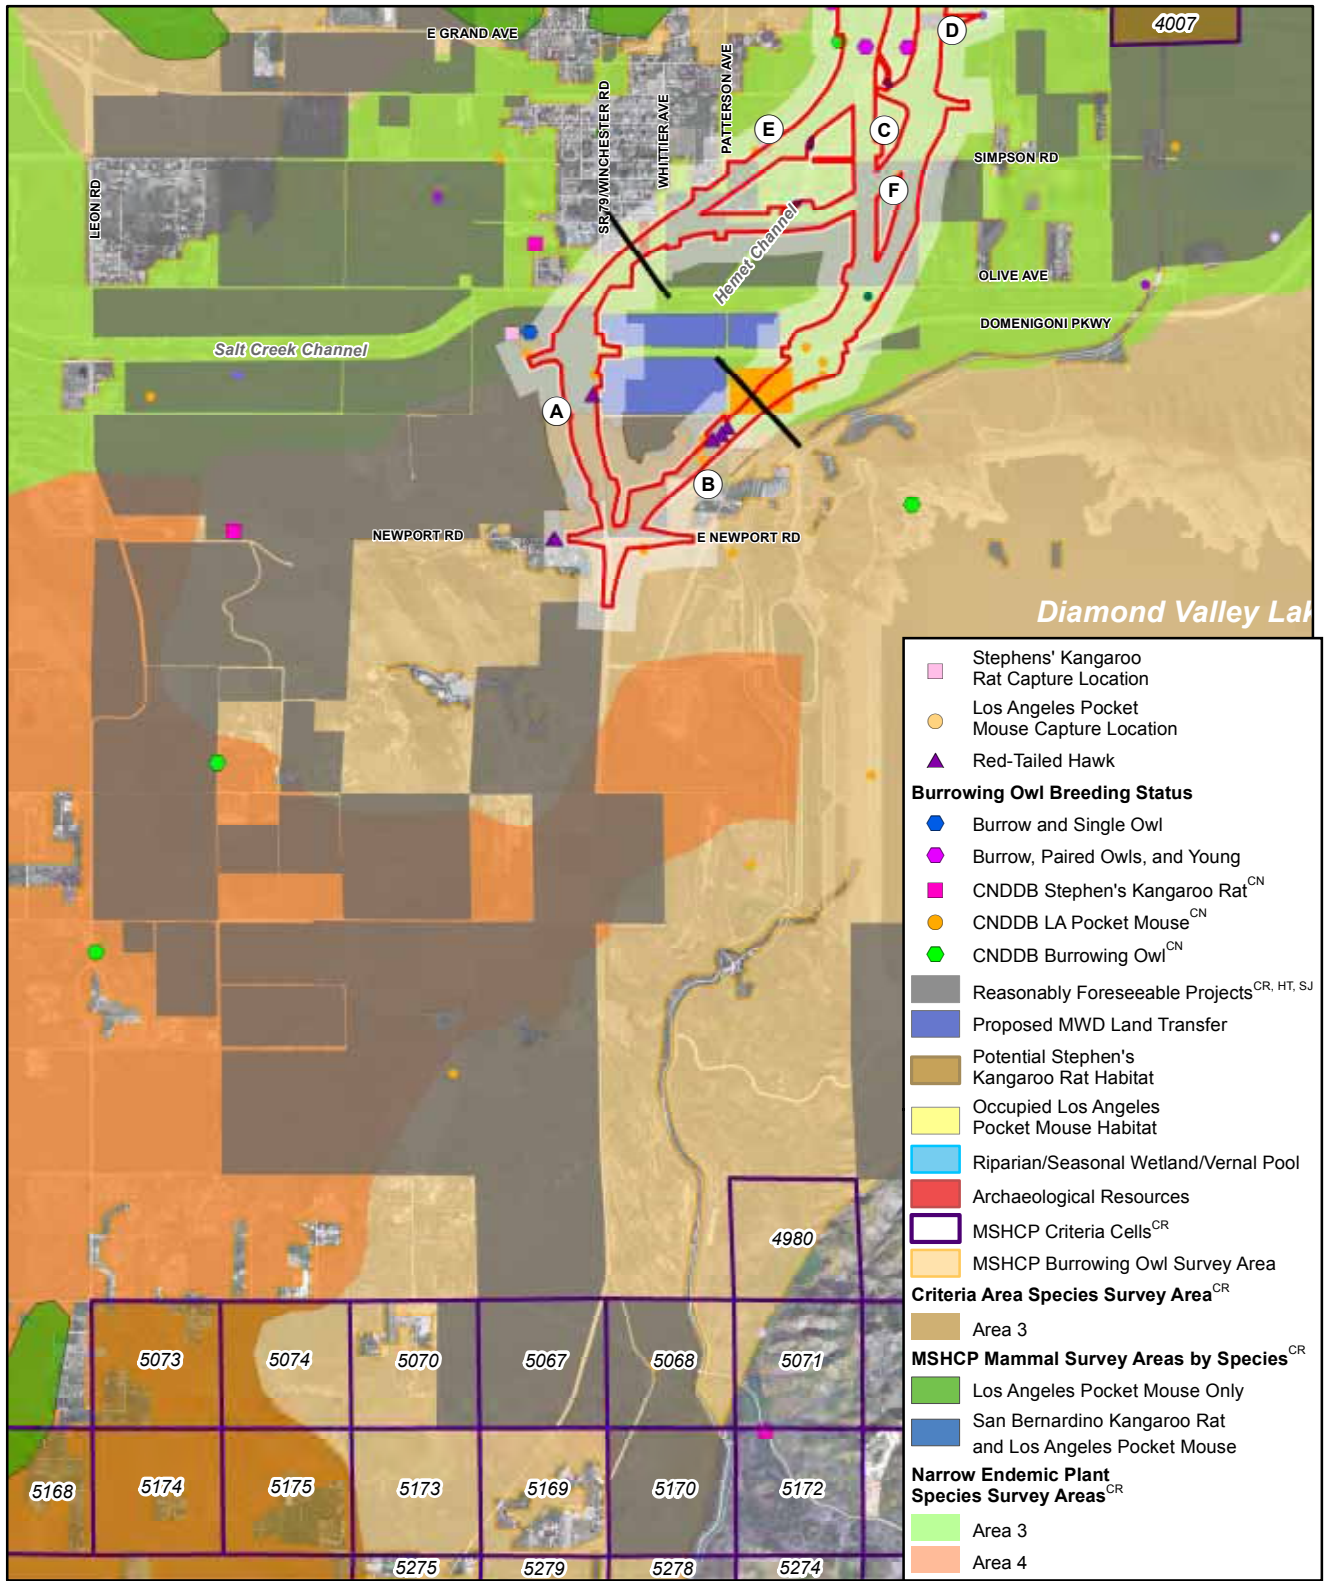 E GRAND AVE
D
4007
SR 79/WINCHESTER RD
WHITTIER AVE
PATTERSON AVE
E
C
SIMPSON RD
LEON RD
F
Hemet Channel
OLIVE AVE
DOMENIGONI PKWY
Salt Creek Channel
A
B
NEWPORT RD
E NEWPORT RD
Diamond Valley Lak
Stephens' Kangaroo
Rat Capture Location
Los Angeles Pocket
Mouse Capture Location
Red-Tailed Hawk
Burrowing Owl Breeding Status
Burrow and Single Owl
Burrow, Paired Owls, and Young
CNDDB Stephen's Kangaroo Rat CN
CNDDB LA Pocket Mouse CN
CNDDB Burrowing Owl CN
Reasonably Foreseeable Projects CR, HT, SJ
Proposed MWD Land Transfer
Potential Stephen's
Kangaroo Rat Habitat
Occupied Los Angeles
Pocket Mouse Habitat
Riparian/Seasonal Wetland/Vernal Pool
Archaeological Resources
MSHCP Criteria Cells CR
MSHCP Burrowing Owl Survey Area
Criteria Area Species Survey Area CR
Area 3
MSHCP Mammal Survey Areas by Species CR
Los Angeles Pocket Mouse Only
San Bernardino Kangaroo Rat
and Los Angeles Pocket Mouse
Narrow Endemic Plant
Species Survey Areas CR
Area 3
Area 4
4980
5073
5074
5070
5067
5068
5071
5168
5174
5175
5173
5169
5170
5172
5275
5279
5278
5274